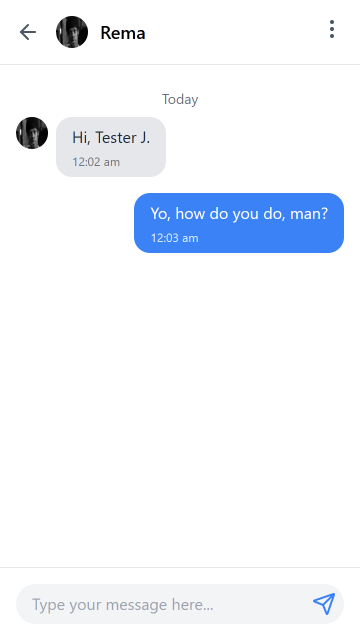 Rema
Today
Hi, Tester J.
12:02 am
Yo, how do you do, man?
12:03 am
Type your message here...